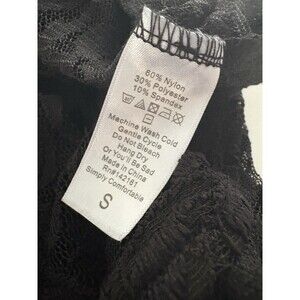 60% Nylon
30% Polyester
10% Spandex
Machine Wash Cold
Gentle Cycle
Do Not Bleach
Hang Dry
Or You'll Be Sad
Made in China
Rn#142181
Simply Comfortable
S